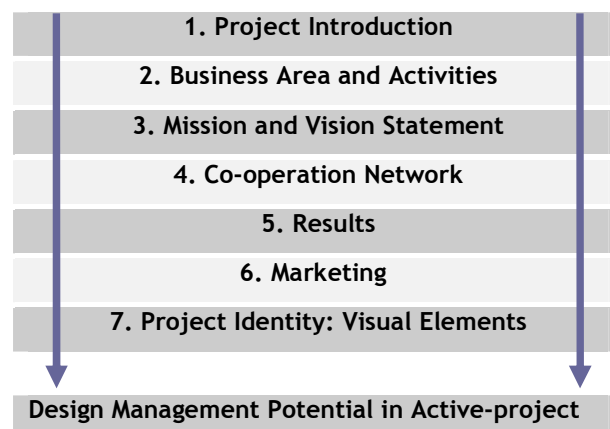 1. Project Introduction
2. Business Area and Activities
3. Mission and Vision Statement
4. Co-operation Network
5. Results
6. Marketing
7. Project Identity: Visual Elements
Design Management Potential in Active-project